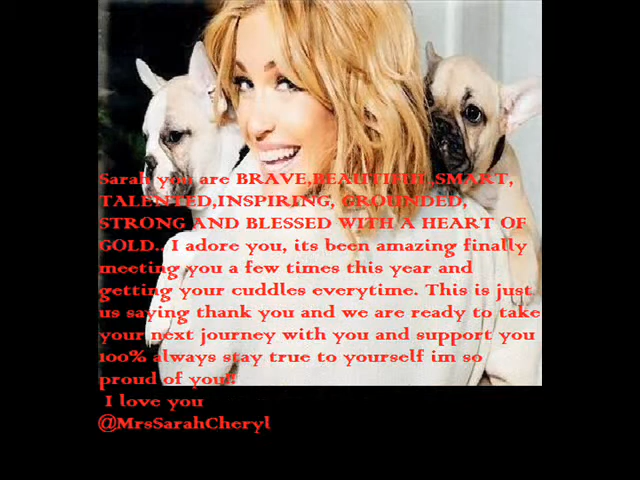 Sarah you are BRAVE,BEAUTIFUL ,SMART,
TALENTED,INSPIRING, GROUNDED,
STRONG AND BLESSED WITH A HEART OF
GOLD.. I adore you, its been amazing finally
meeting you a few times this year and
getting your cuddles everytime. This is just
us saying thank you and we are ready to take
your next journey with you and support you
100% always stay true to yourself im so
proud of you!!
I love you
@MrsSarahCheryl